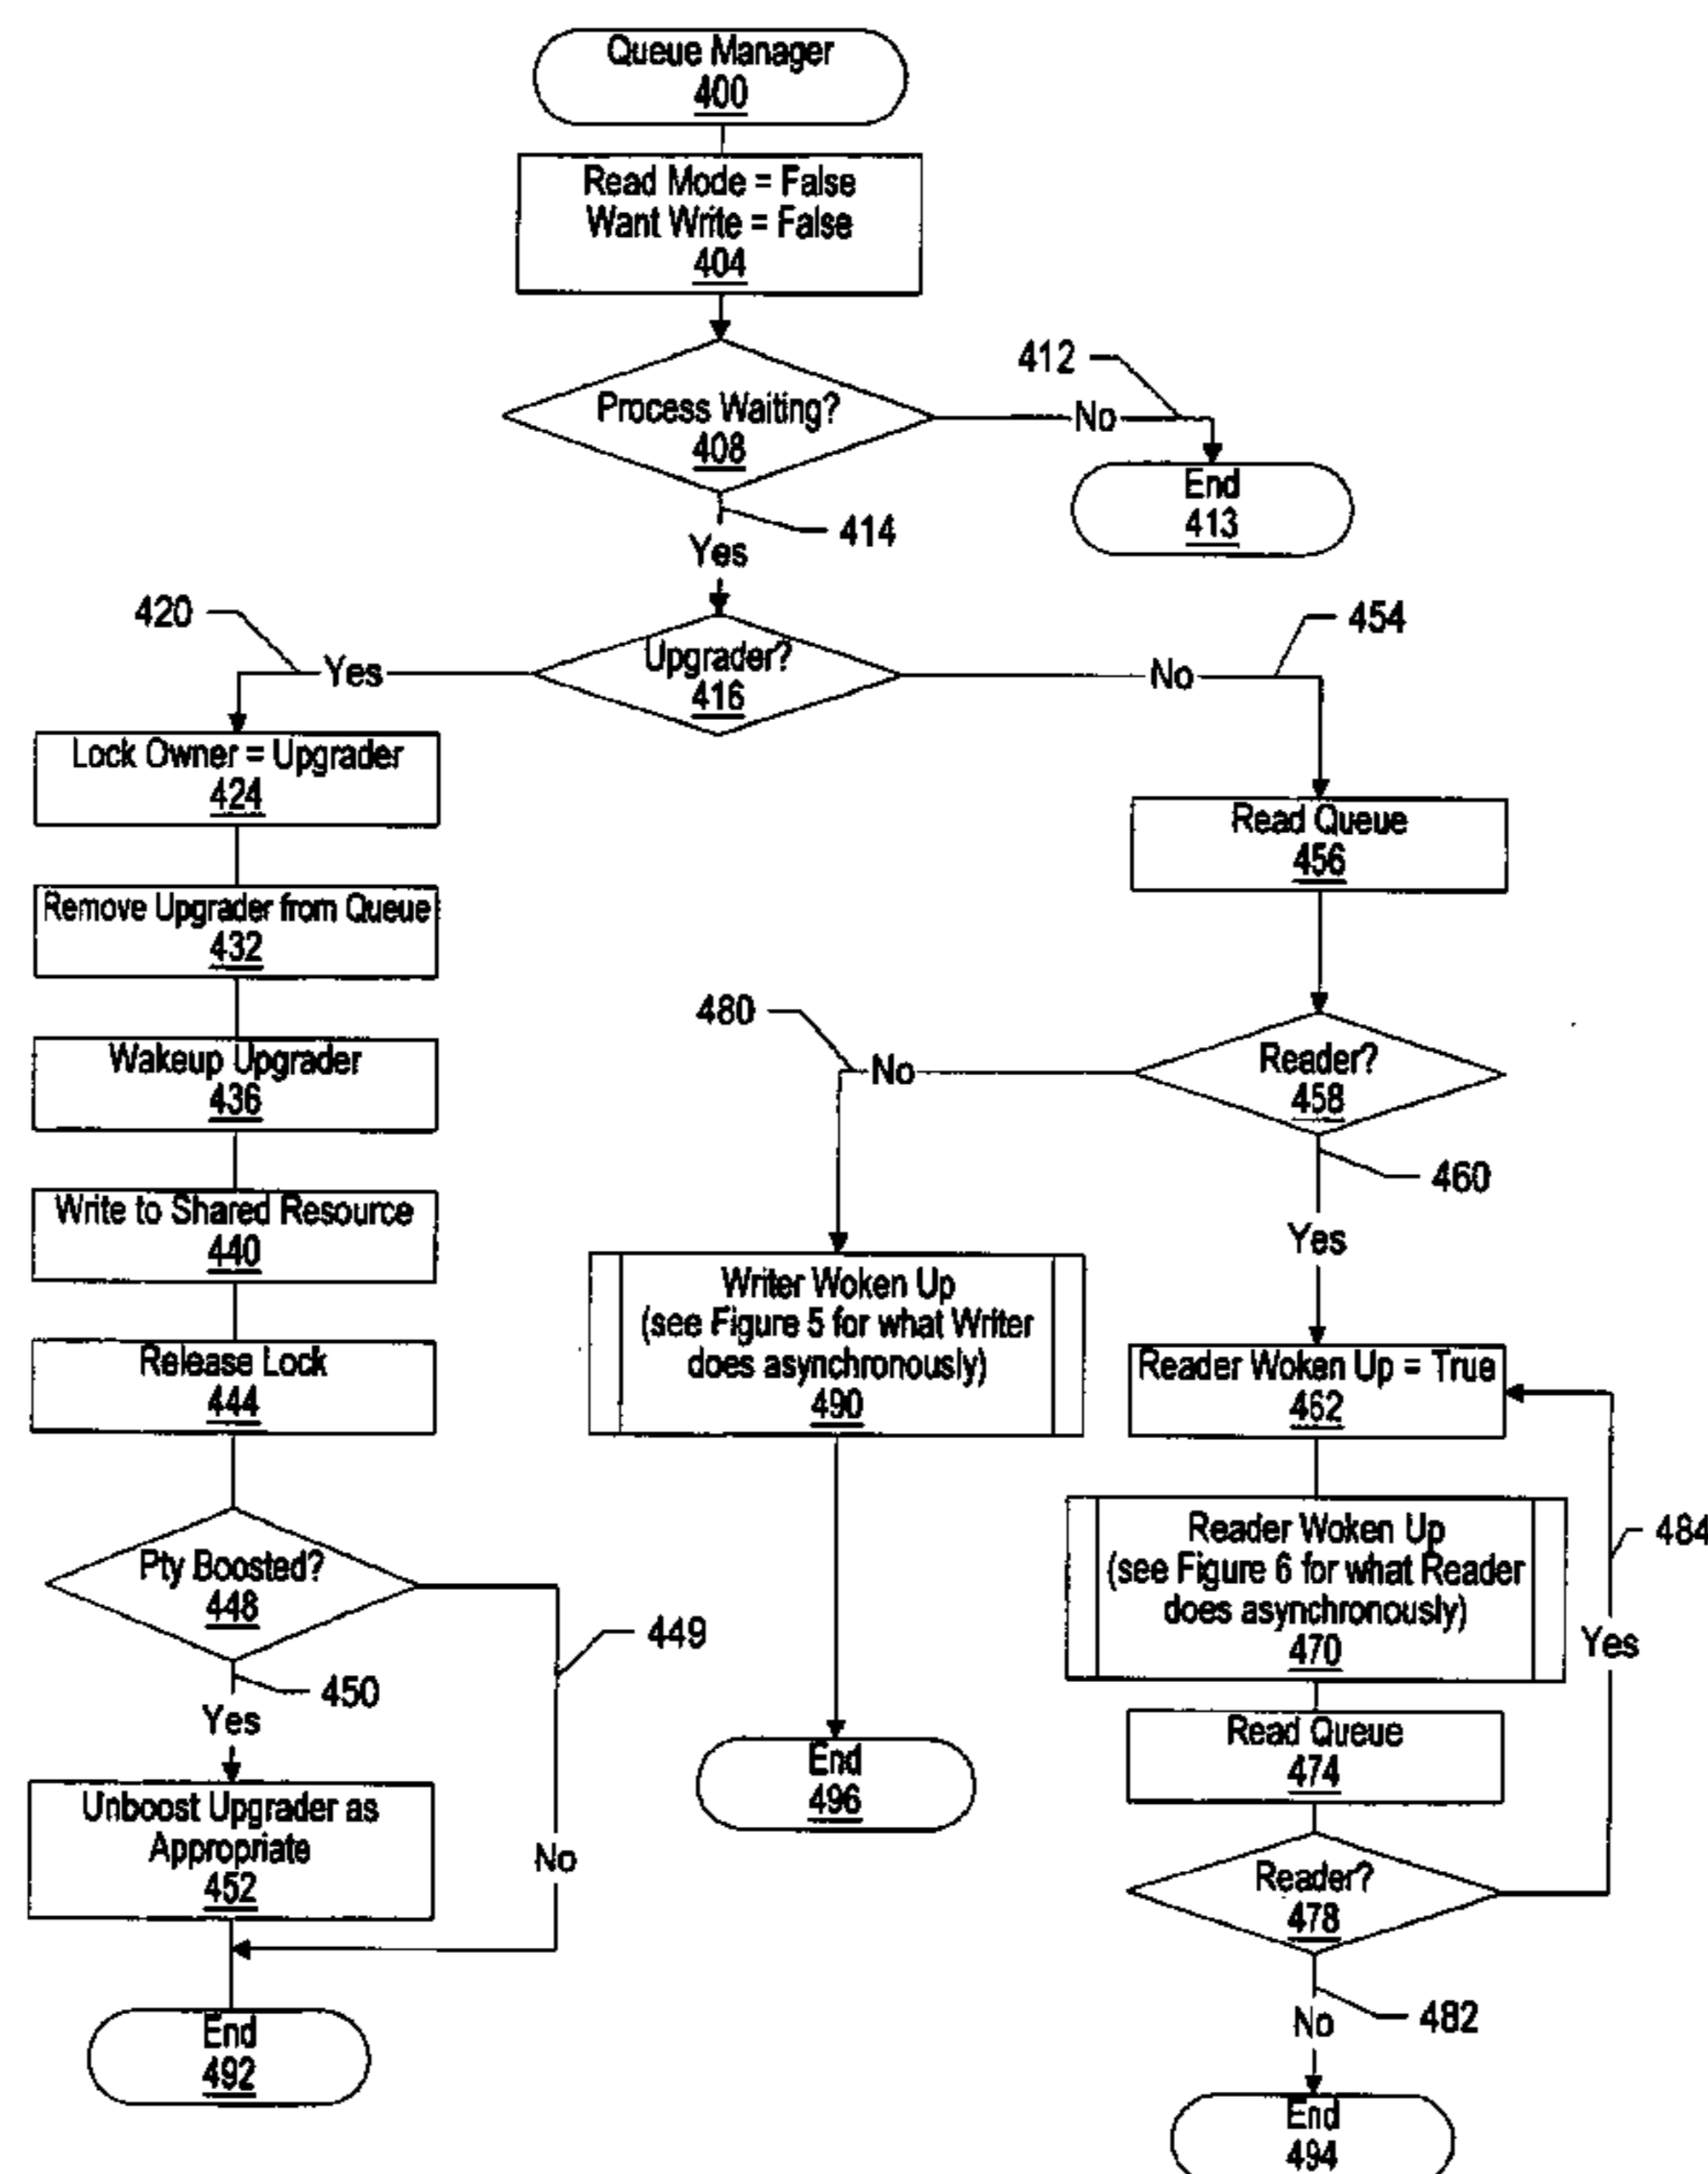 Queue Manager
400
Read Mode = False
Want Write = False
404
Process Waiting?
408
412
No
End
413
414
Yes
Upgrader?
416
420
Yes
454
No
Lock Owner = Upgrader
424
Remove Upgrader from Queue
432
Wakeup Upgrader
436
Write to Shared Resource
440
Release Lock
444
Pty Boosted?
448
449
No
450
Yes
Unboost Upgrader as
Appropriate
452
End
492
Read Queue
456
Reader?
458
480
No
460
Yes
Writer Woken Up
(see Figure 5 for what Writer
does asynchronously)
490
End
496
Reader Woken Up = True
462
Reader Woken Up
(see Figure 6 for what Reader
does asynchronously)
470
484
Yes
Read Queue
474
Reader?
478
482
No
End
494